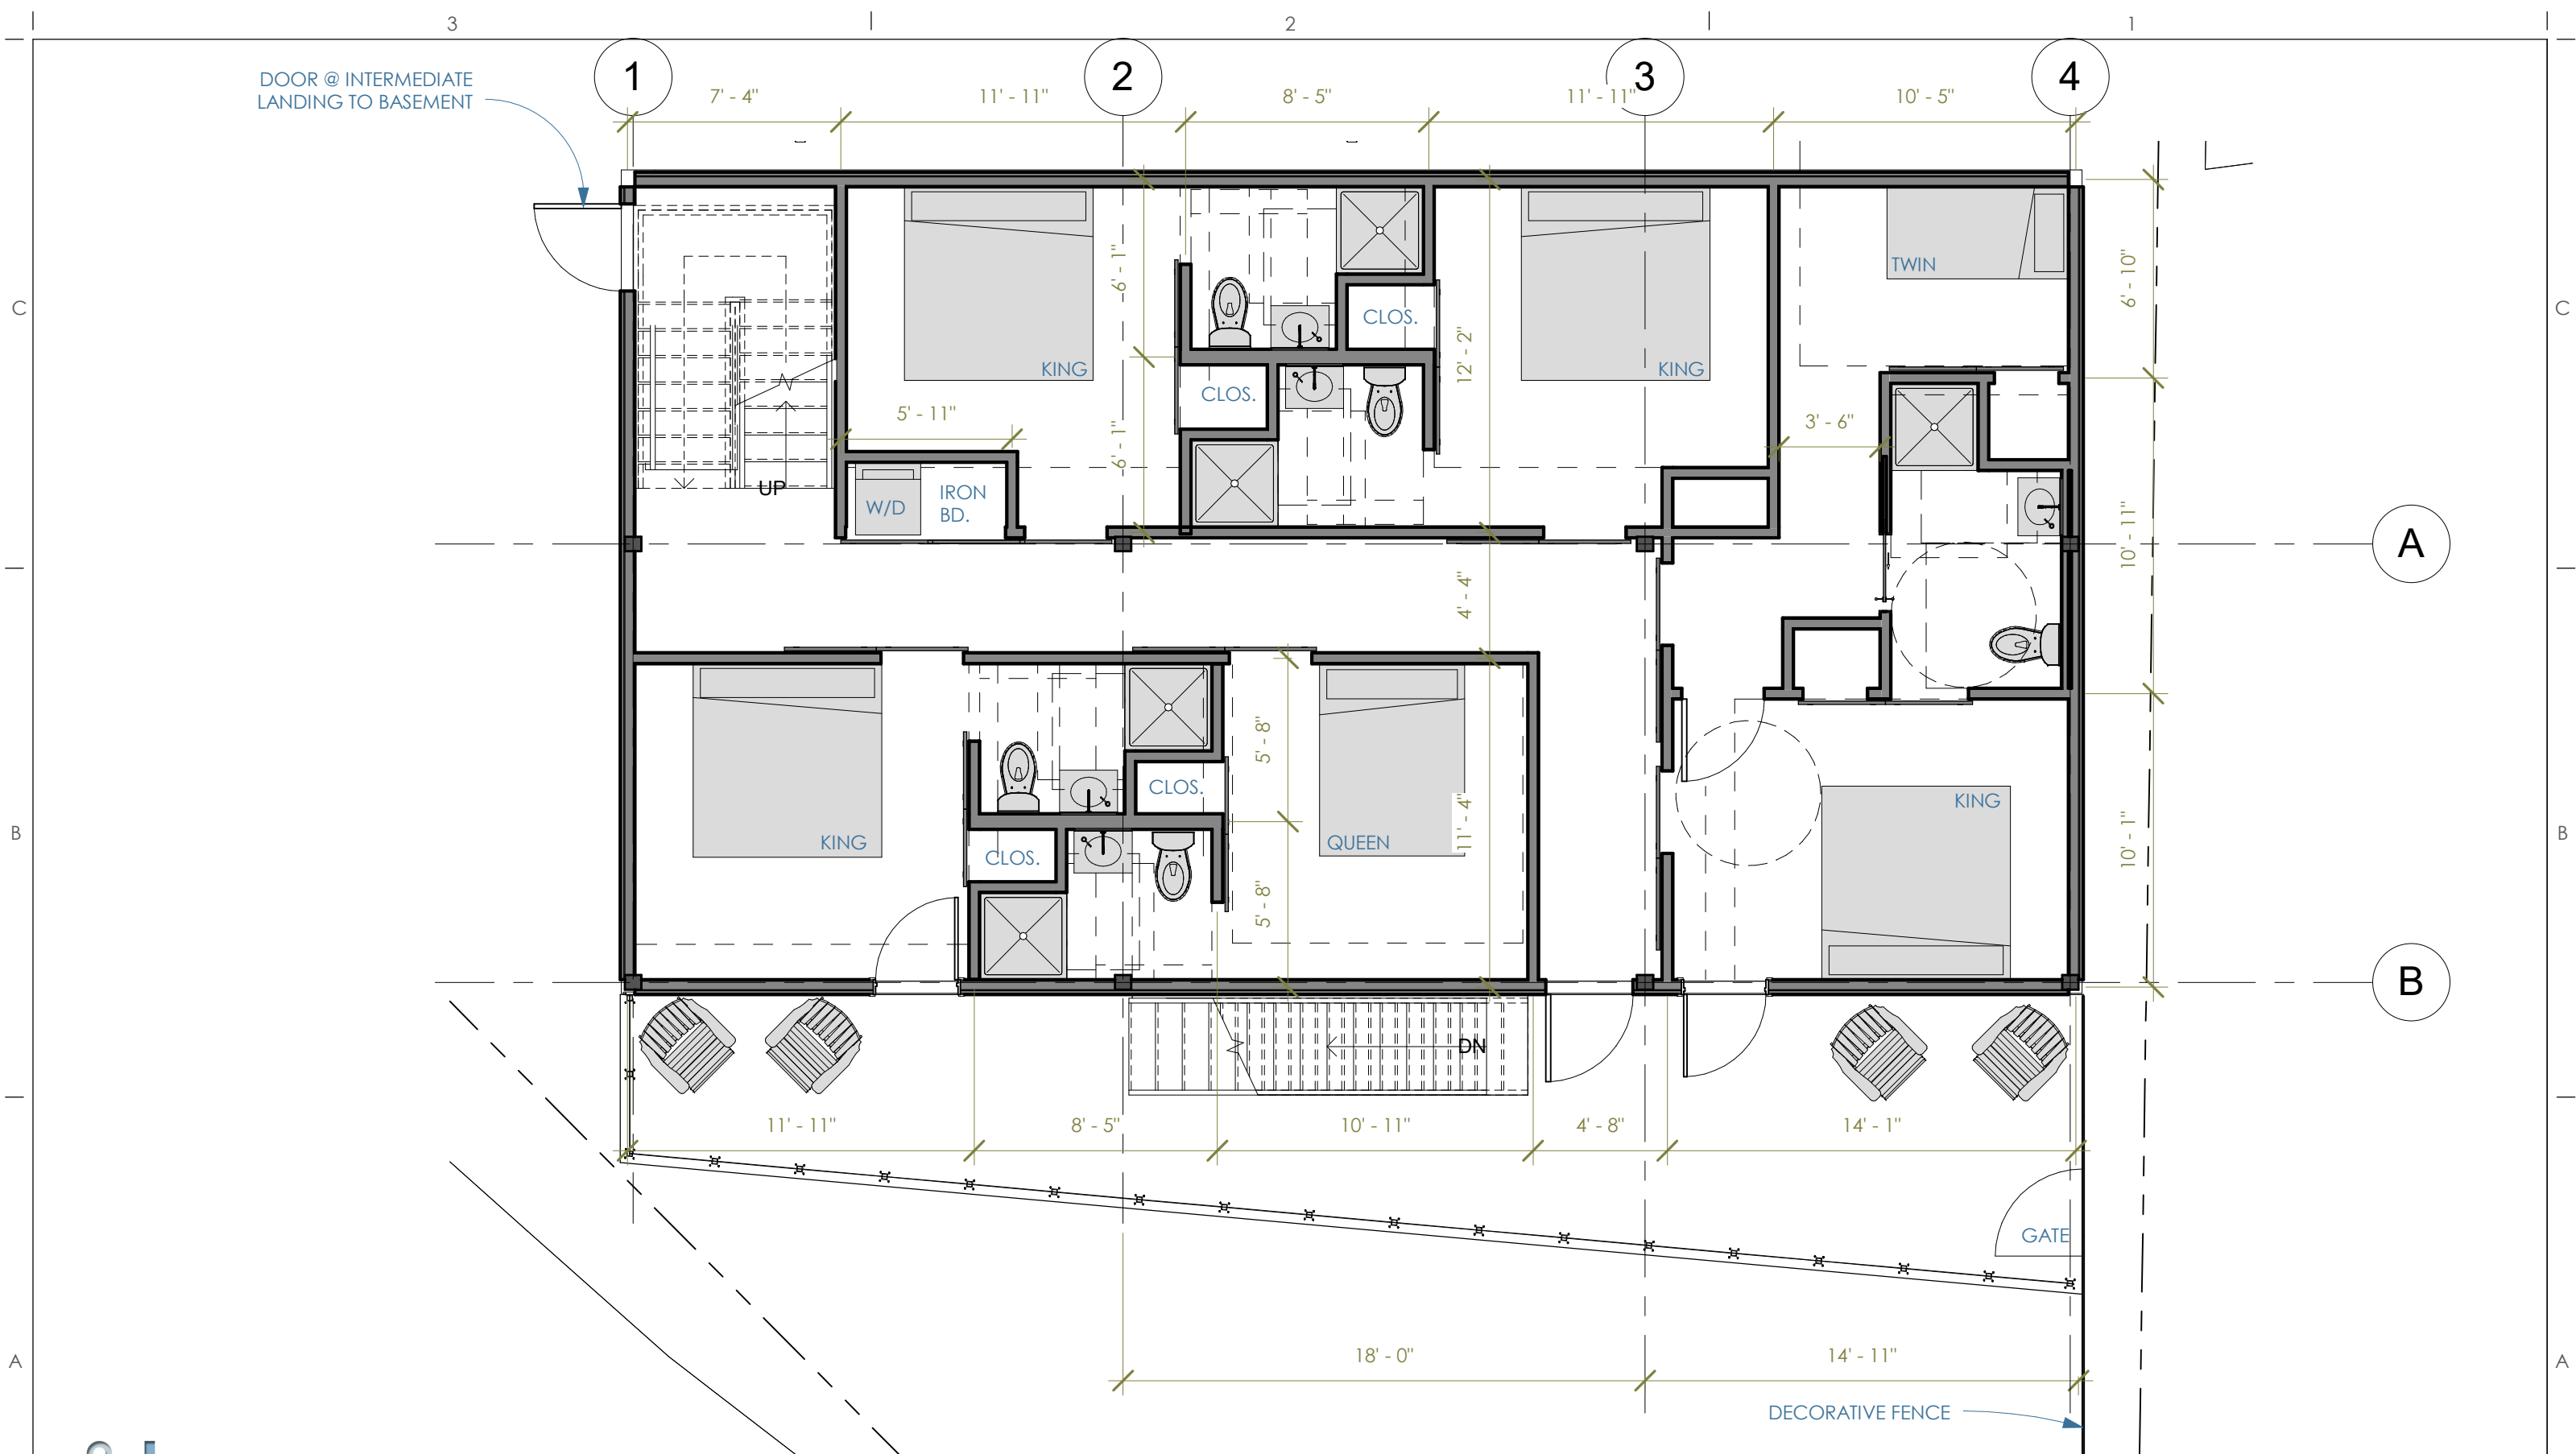 3
2
1
1
2
3
4
DOOR @ INTERMEDIATE
LANDING TO BASEMENT
7' - 4"
11' - 11"
8' - 5"
11' - 11"
10' - 5"
C
C
6' - 1"
6' - 10"
TWIN
CLOS.
KING
KING
12' - 2"
CLOS.
5' - 11"
3' - 6"
6' - 1"
UP
W/D
IRON
BD.
10' - 11"
A
4' - 4"
5' - 8"
CLOS.
KING
B
B
KING
QUEEN
11' - 4"
10' - 1"
CLOS.
5' - 8"
B
DN
11' - 11"
8' - 5"
10' - 11"
4' - 8"
14' - 1"
GATE
18' - 0"
14' - 11"
A
A
DECORATIVE FENCE